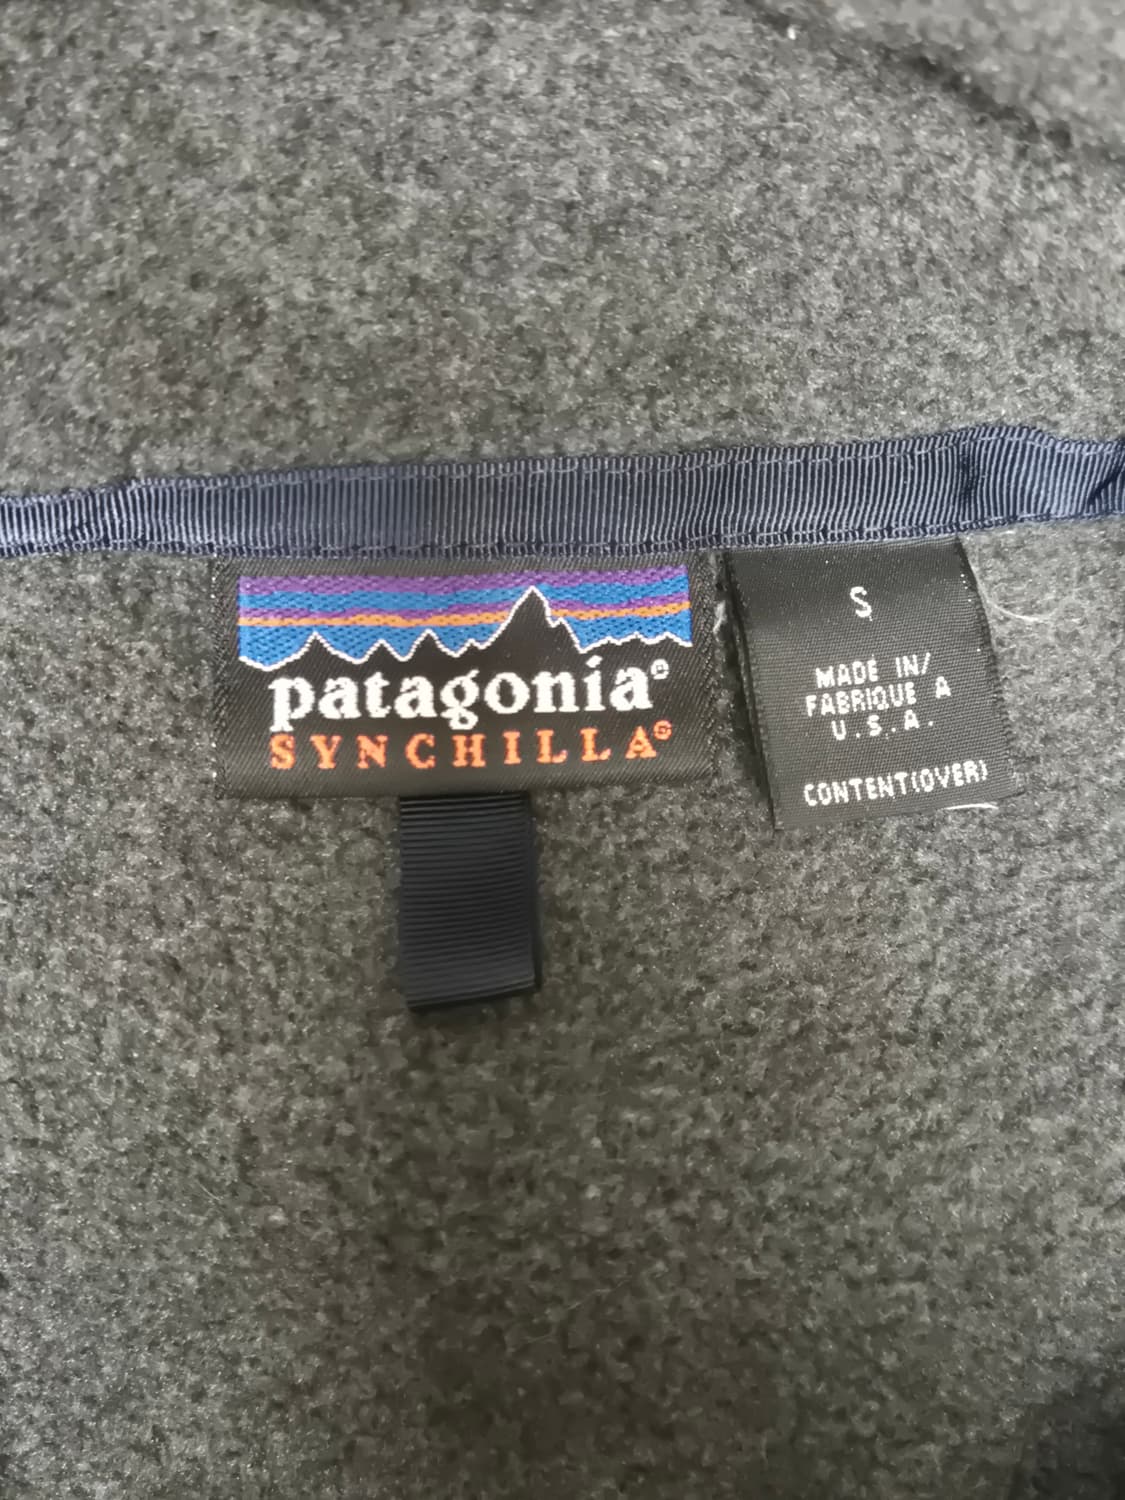 patagonia®
SYNCHILLA®
S
MADE IN/
FABRIQUE A
U.S.A.
CONTENT(OVER)